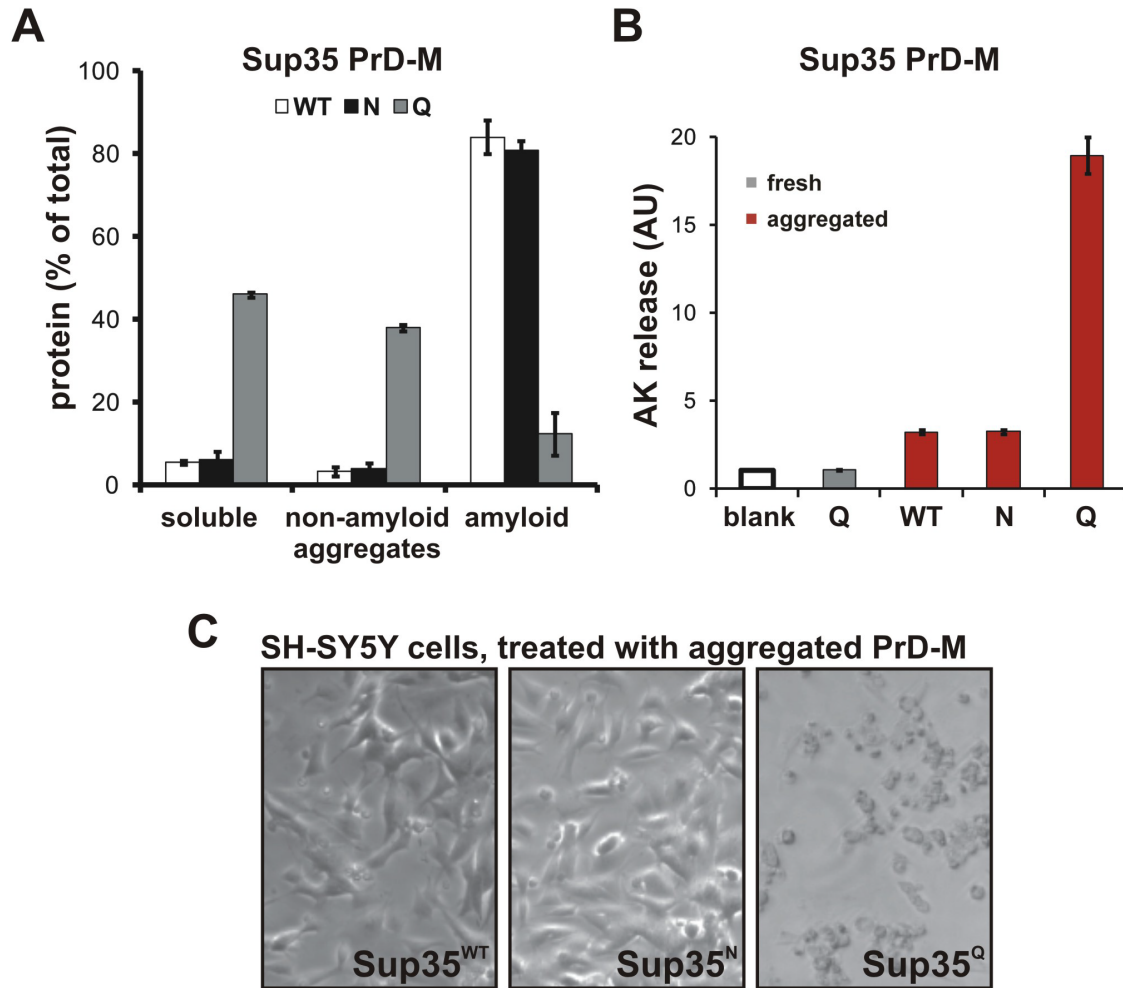 A
Sup35 PrD-M
WT N Q
protein (% of total)
100
80
60
40
20
0
soluble
non-amyloid
aggregates
amyloid
B
Sup35 PrD-M
fresh
aggregated
AK release (AU)
20
15
10
5
0
blank Q WT N Q
C
SH-SY5Y cells, treated with aggregated PrD-M
Sup35WT
Sup35N
Sup35Q